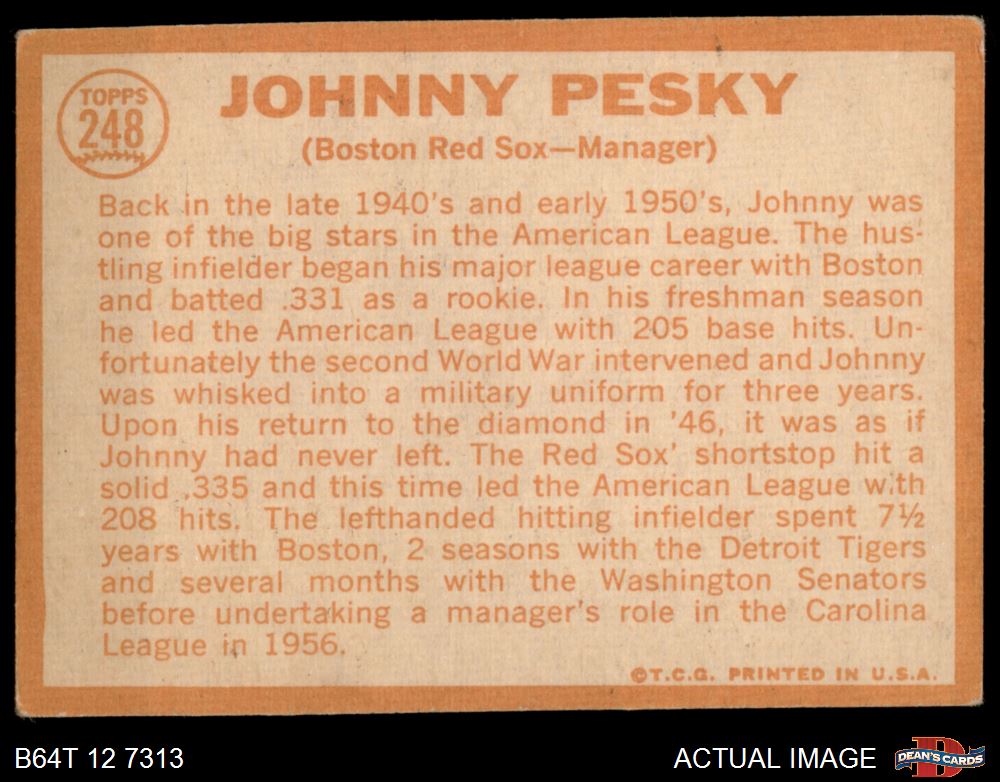 TOPPS
248
JOHNNY PESKY
(Boston Red Sox—Manager)
Back in the late 1940's and early 1950's, Johnny was
one of the big stars in the American League. The hus-
tling infielder began his major league career with Boston
and batted .331 as a rookie. In his freshman season
he led the American League with 205 base hits. Un-
fortunately the second World War intervened and Johnny
was whisked into a military uniform for three years.
Upon his return to the diamond in '46, it was as if
Johnny had never left. The Red Sox' shortstop hit a
solid .335 and this time led the American League with
208 hits. The lefthanded hitting infielder spent 7½
years with Boston, 2 seasons with the Detroit Tigers
and several months with the Washington Senators
before undertaking a manager's role in the Carolina
League in 1956.
©T.C.G. PRINTED IN U.S.A.
B64T 12 7313
ACTUAL IMAGE
D
DEAN'S CARDS